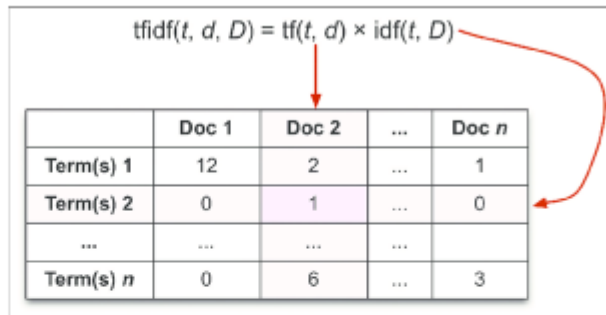 tfidf(t, d, D) = tf(t, d) × idf(t, D)
Doc 1 Doc 2 ... Doc n
Term(s) 1 12 2 ... 1
Term(s) 2 0 1 ... 0
... ... ... ...
Term(s) n 0 6 ... 3